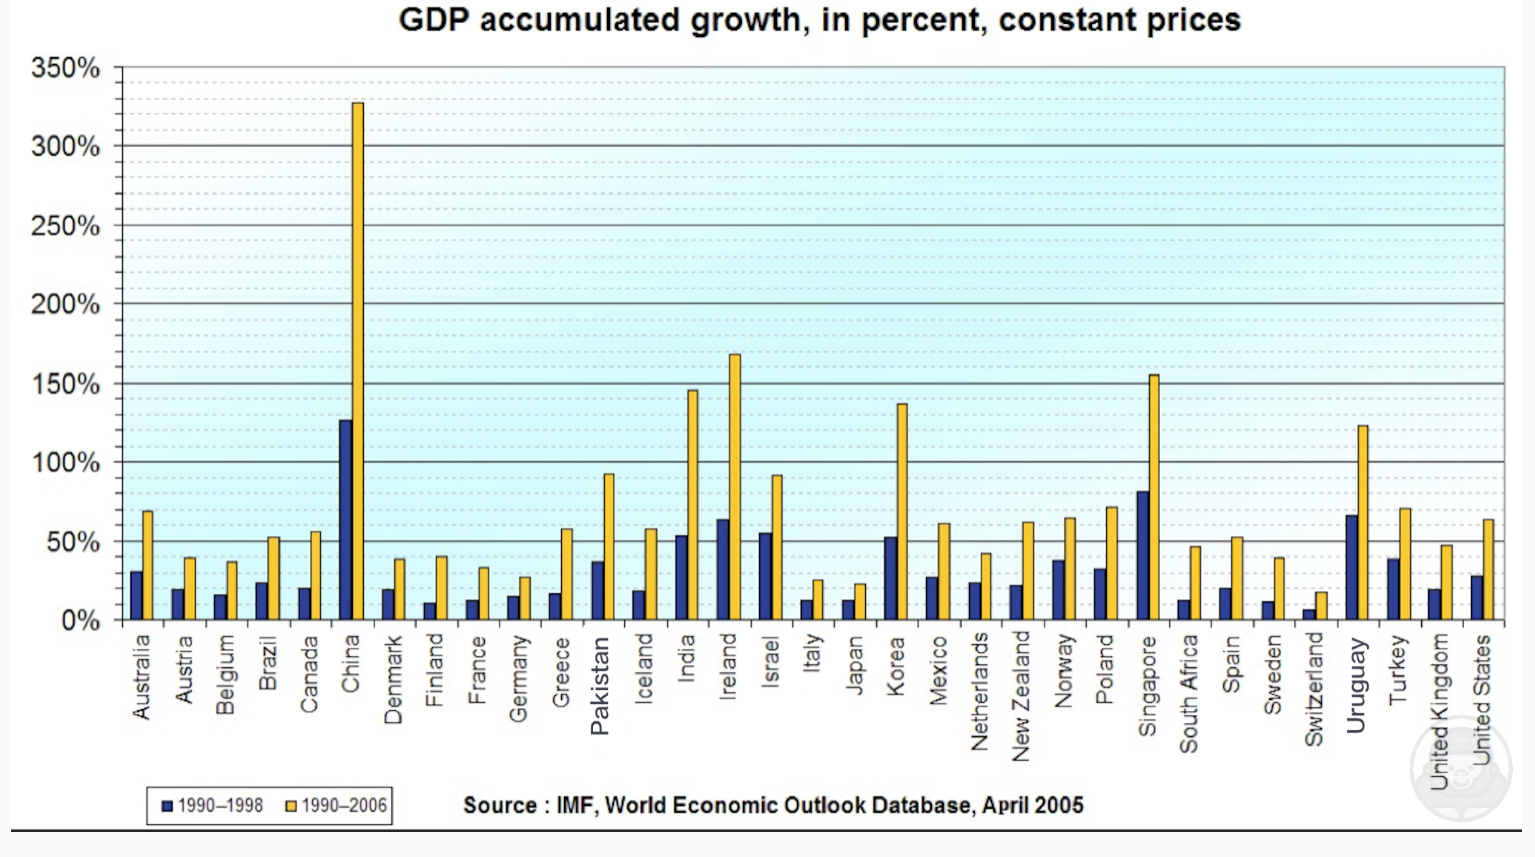 GDP accumulated growth, in percent, constant prices
350%
300%
250%
200%
150%
100%
50%
0%
Australia
Austria
Belgium
Brazil
Canada
China
Denmark
Finland
France
Germany
Greece
Pakistan
Iceland
India
Ireland
Israel
Italy
Japan
Korea
Mexico
Netherlands
New Zealand
Norway
Poland
Singapore
South Africa
Spain
Sweden
Switzerland
Uruguay
Turkey
United Kingdom
United States
1990–1998
1990–2006
Source : IMF, World Economic Outlook Database, April 2005